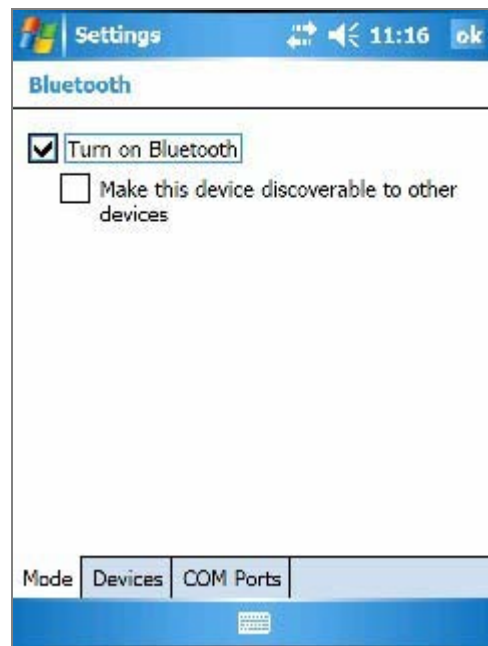 Settings 11:16 ok
Bluetooth
Turn on Bluetooth
Make this device discoverable to other
devices
Mode Devices COM Ports